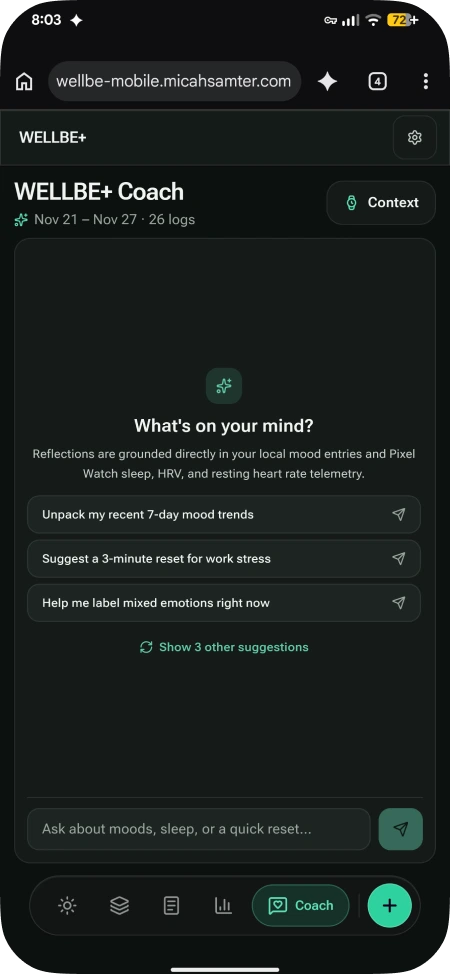 8:03
72
wellbe-mobile.micahsamter.com
4
WELLBE+
WELLBE+ Coach
Nov 21 – Nov 27 · 26 logs
Context
What's on your mind?
Reflections are grounded directly in your local mood entries and Pixel
Watch sleep, HRV, and resting heart rate telemetry.
Unpack my recent 7-day mood trends
Suggest a 3-minute reset for work stress
Help me label mixed emotions right now
Show 3 other suggestions
Ask about moods, sleep, or a quick reset...
Coach